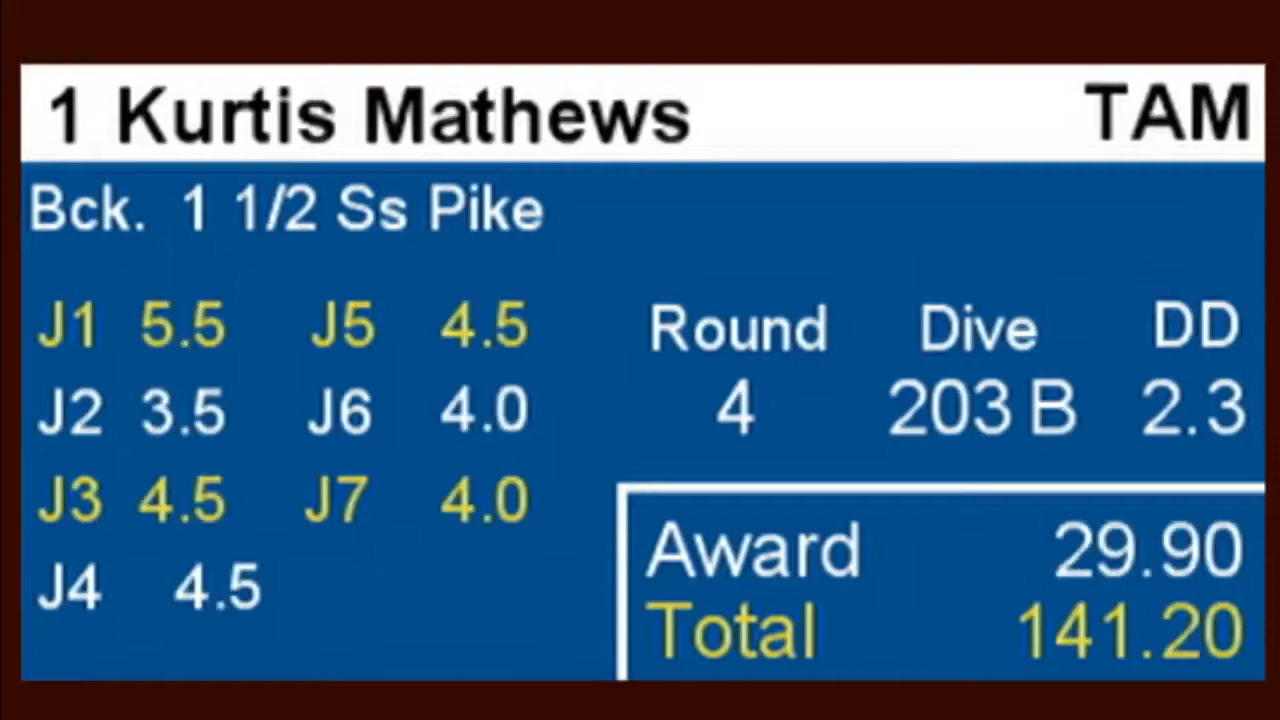 1 Kurtis Mathews TAM
Bck. 1 1/2 Ss Pike
J1 5.5 J5 4.5 Round Dive DD
J2 3.5 J6 4.0 4 203 B 2.3
J3 4.5 J7 4.0
Award 29.90
J4 4.5
Total 141.20